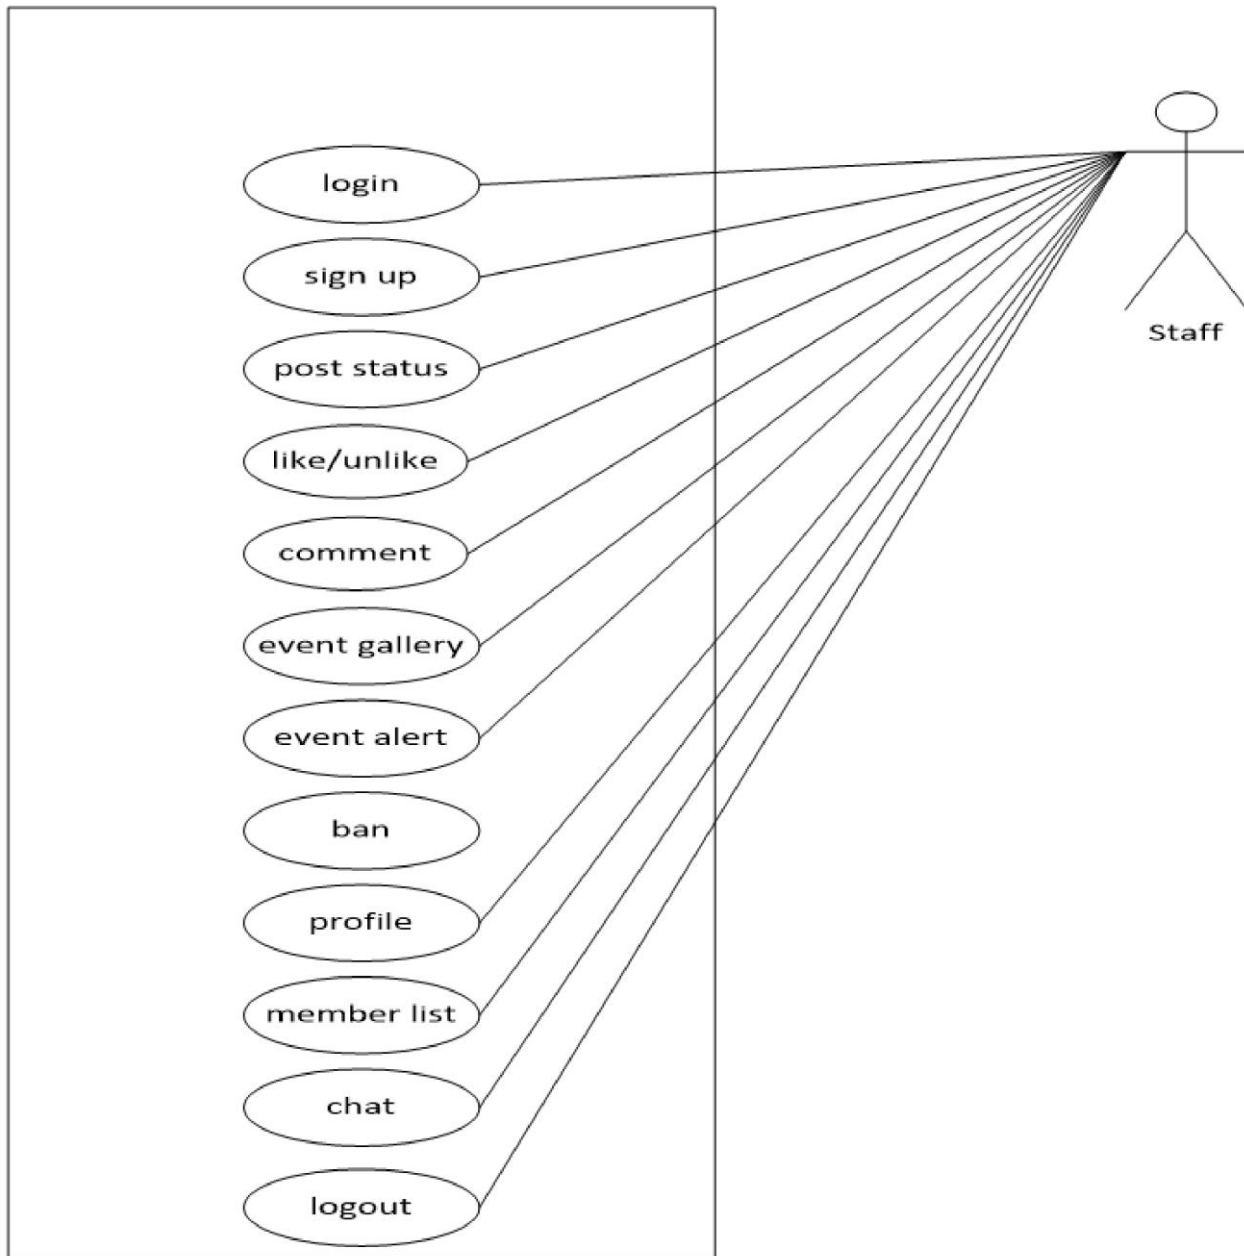 login
sign up
post status
like/unlike
comment
event gallery
event alert
ban
profile
member list
chat
logout
Staff